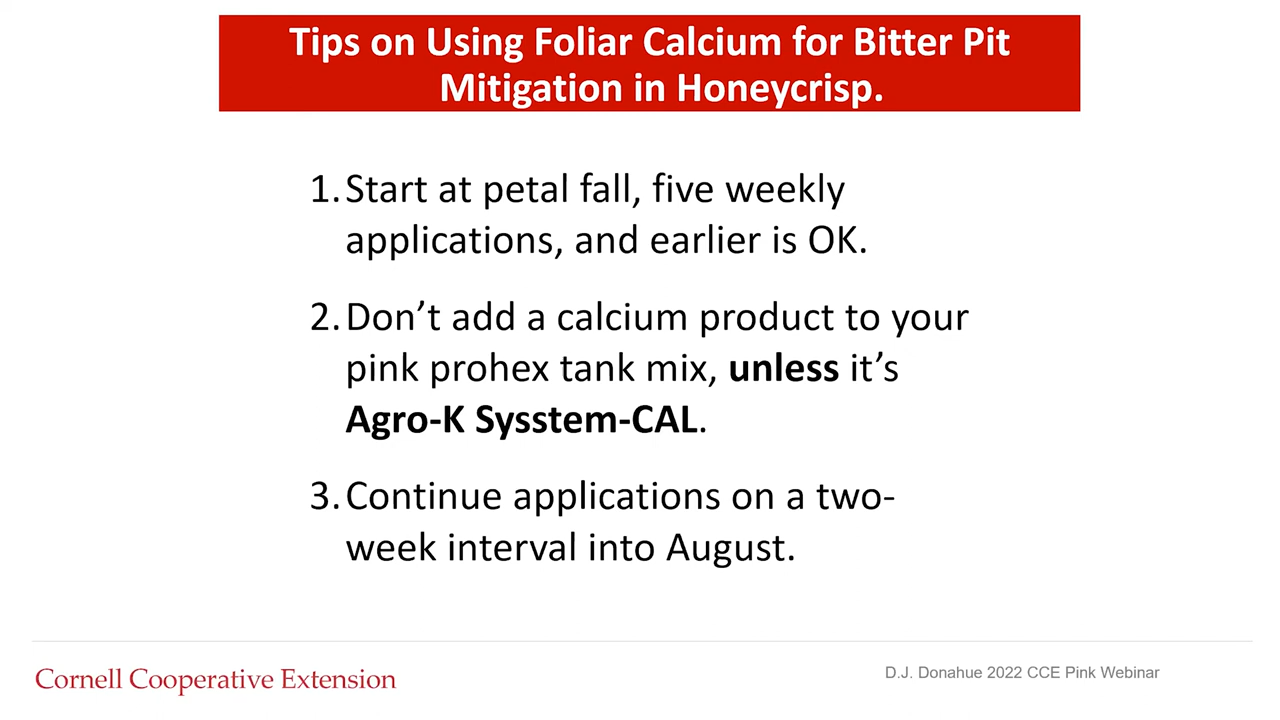 Tips on Using Foliar Calcium for Bitter Pit
Mitigation in Honeycrisp.
1. Start at petal fall, five weekly
applications, and earlier is OK.
2. Don’t add a calcium product to your
pink prohex tank mix, unless it’s
Agro-K Sysstem-CAL.
3. Continue applications on a two-
week interval into August.
Cornell Cooperative Extension
D.J. Donahue 2022 CCE Pink Webinar